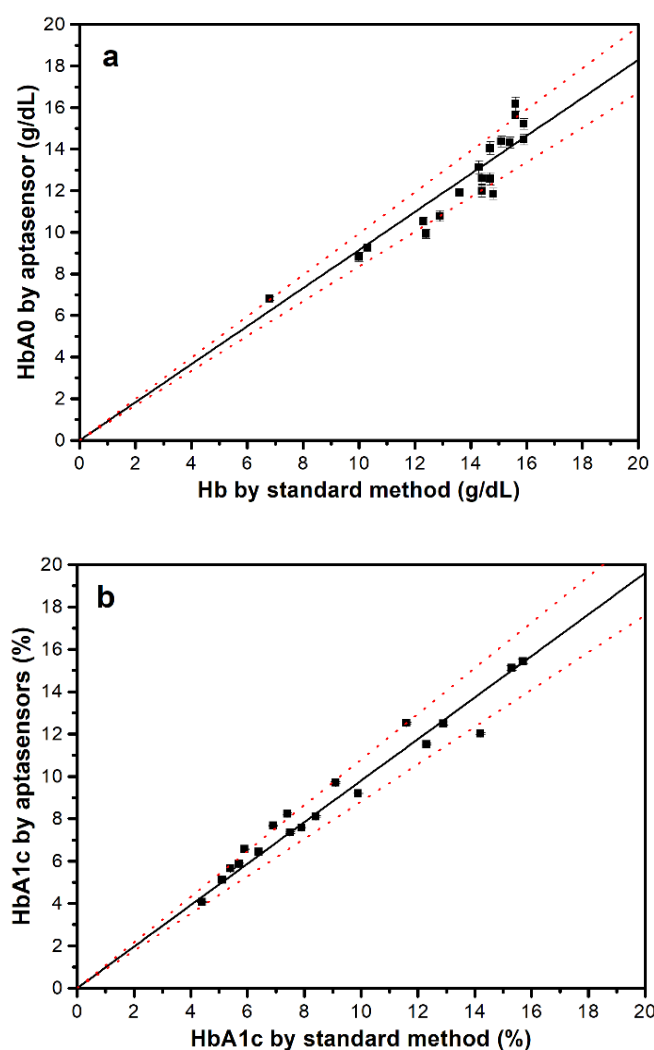 a
20
18
16
14
12
10
8
6
4
2
0
HbA0 by aptasensor (g/dL)
0 2 4 6 8 10 12 14 16 18 20
Hb by standard method (g/dL)
b
20
18
16
14
12
10
8
6
4
2
0
HbA1c by aptasensors (%)
0 2 4 6 8 10 12 14 16 18 20
HbA1c by standard method (%)